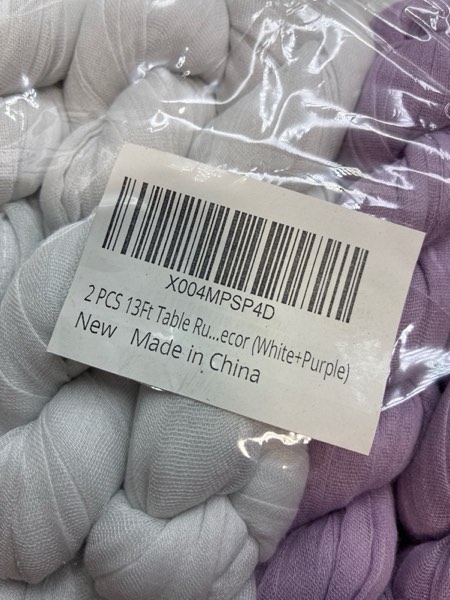 X004MPSP4D
2 PCS 13Ft Table Ru...ecor (White+Purple)
New Made in China